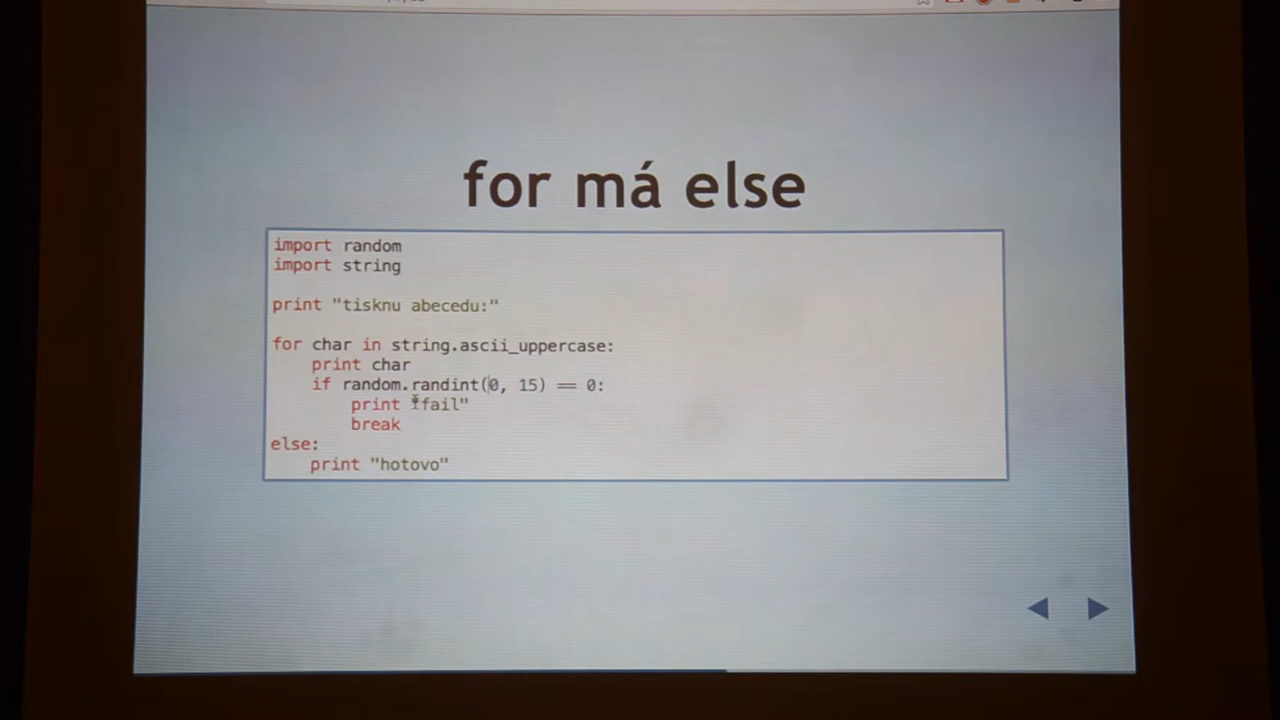 for má else
import random
import string
print "tisknu abecedu:"
for char in string.ascii_uppercase:
print char
if random.randint(0, 15) == 0:
print "fail"
break
else:
print "hotovo"